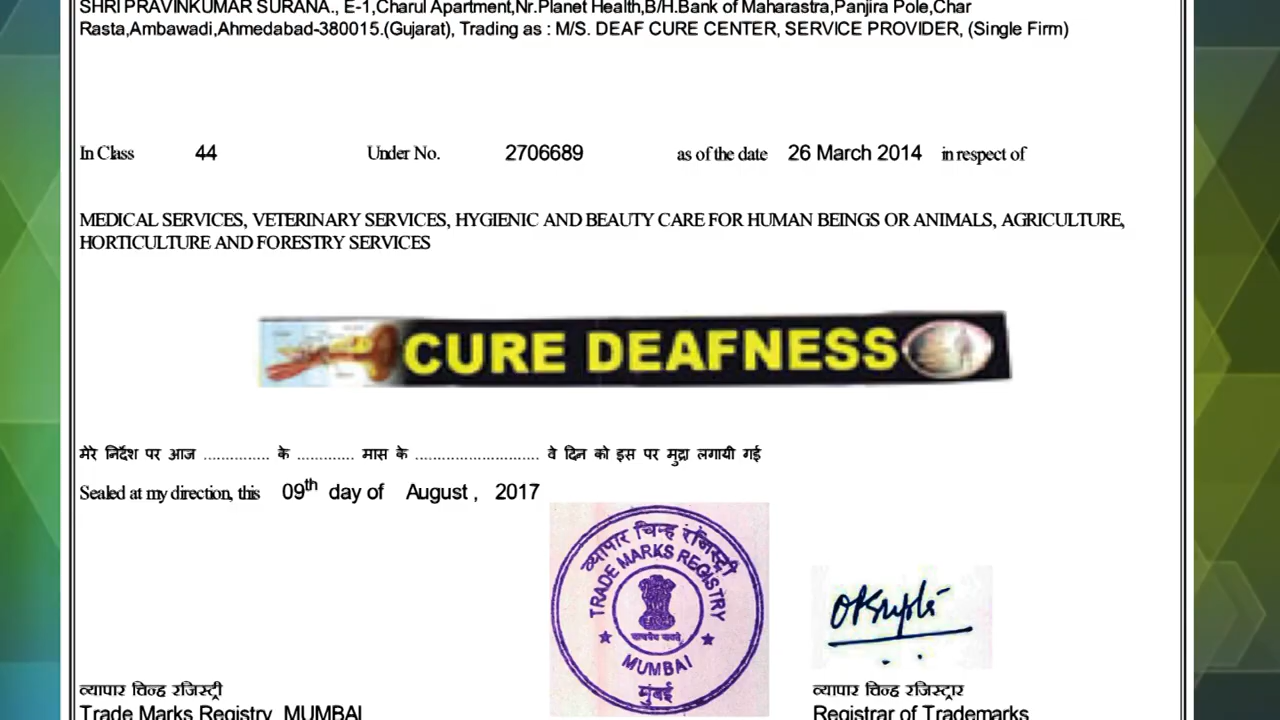 SHRI PRAVINKUMAR SURANA., E-1,Charul Apartment,Nr.Planet Health,B/H.Bank of Maharastra,Panjira Pole,Char
Rasta,Ambawadi,Ahmedabad-380015.(Gujarat), Trading as : M/S. DEAF CURE CENTER, SERVICE PROVIDER, (Single Firm)
In Class 44 Under No. 2706689 as of the date 26 March 2014 in respect of
MEDICAL SERVICES, VETERINARY SERVICES, HYGIENIC AND BEAUTY CARE FOR HUMAN BEINGS OR ANIMALS, AGRICULTURE,
HORTICULTURE AND FORESTRY SERVICES
CURE DEAFNESS
मेरे निर्देश पर आज .............. के ............ मास के .......................... वे दिन को इस पर मुद्रा लगायी गई
Sealed at my direction, this 09th day of August , 2017
व्यापार चिन्ह रजिस्ट्री
TRADE MARKS REGISTRY
MUMBAI
मुंबई
व्यापार चिन्ह रजिस्ट्री व्यापार चिन्ह रजिस्ट्रार
Trade Marks Registry, MUMBAI Registrar of Trademarks